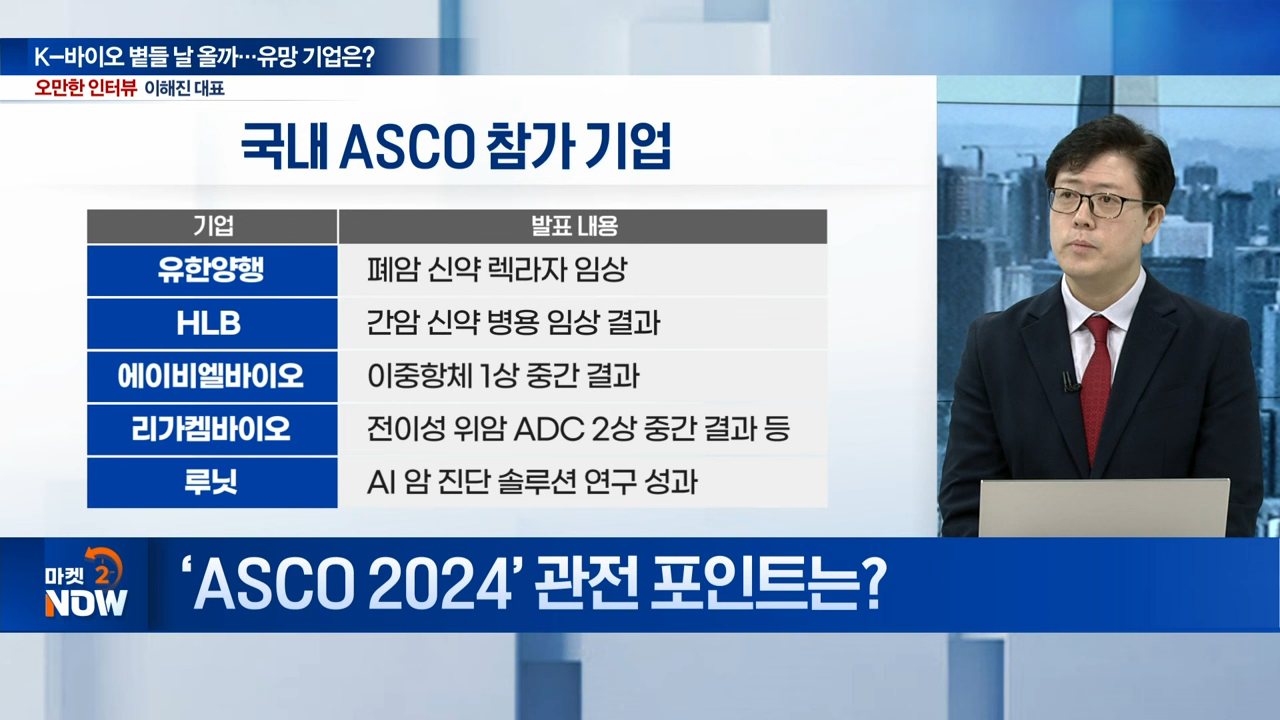 K-바이오 볕들 날 올까…유망 기업은?
오만한 인터뷰 이해진 대표
국내 ASCO 참가 기업
기업 발표 내용
유한양행 폐암 신약 렉라자 임상
HLB 간암 신약 병용 임상 결과
에이비엘바이오 이중항체 1상 중간 결과
리가켐바이오 전이성 위암 ADC 2상 중간 결과 등
루닛 AI 암 진단 솔루션 연구 성과
마켓 2
NOW
‘ASCO 2024’ 관전 포인트는?